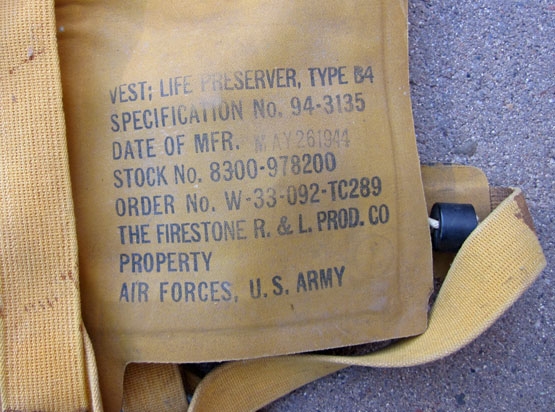 VEST; LIFE PRESERVER, TYPE B4
SPECIFICATION No. 94-3135
DATE OF MFR. MAY 26 1944
STOCK No. 8300-978200
ORDER No. W-33-092-TC289
THE FIRESTONE R. & L. PROD. CO
PROPERTY
AIR FORCES, U.S. ARMY